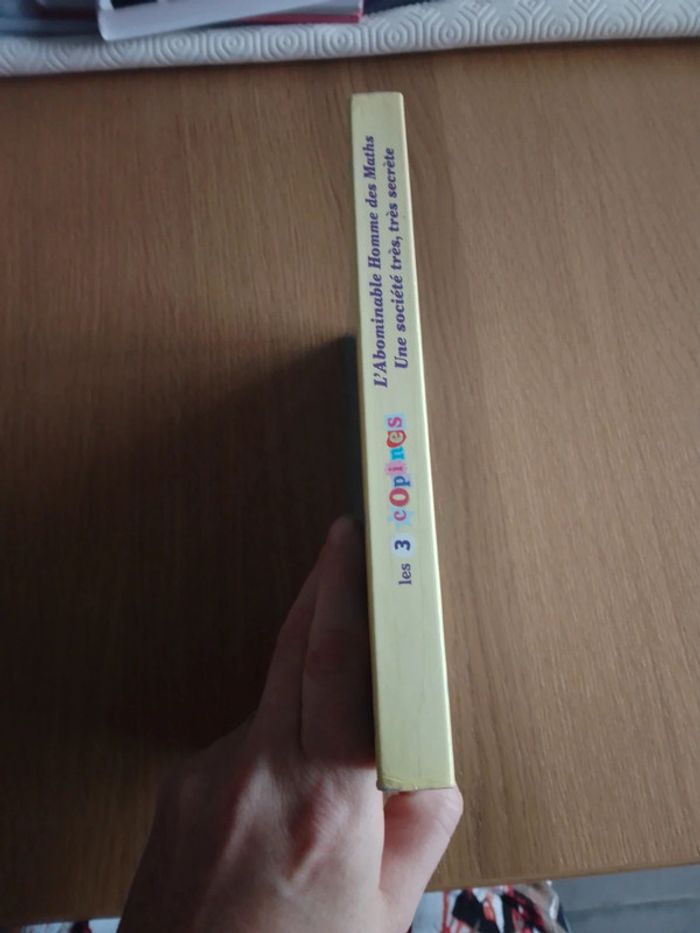 les 3 copines
L'Abominable Homme des Maths
Une société très, très secrète